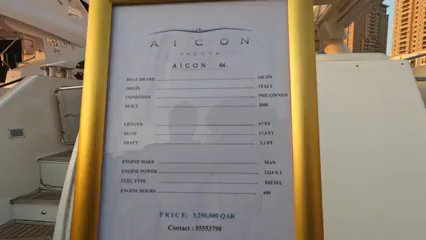 AICON
YACHTS
AICON 64
BOAT BRAND AICON
ORIGIN ITALY
CONDITION PRE-OWNED
BUILT 2008
LENGTH 67 FT
BEAM 17.5 FT
DRAFT 5.2 FT
ENGINE MAKE MAN
ENGINE POWER 1224 X 2
FUEL TYPE DIESEL
ENGINE HOURS 600
PRICE: 3,250,000 QAR
Contact : 55553798